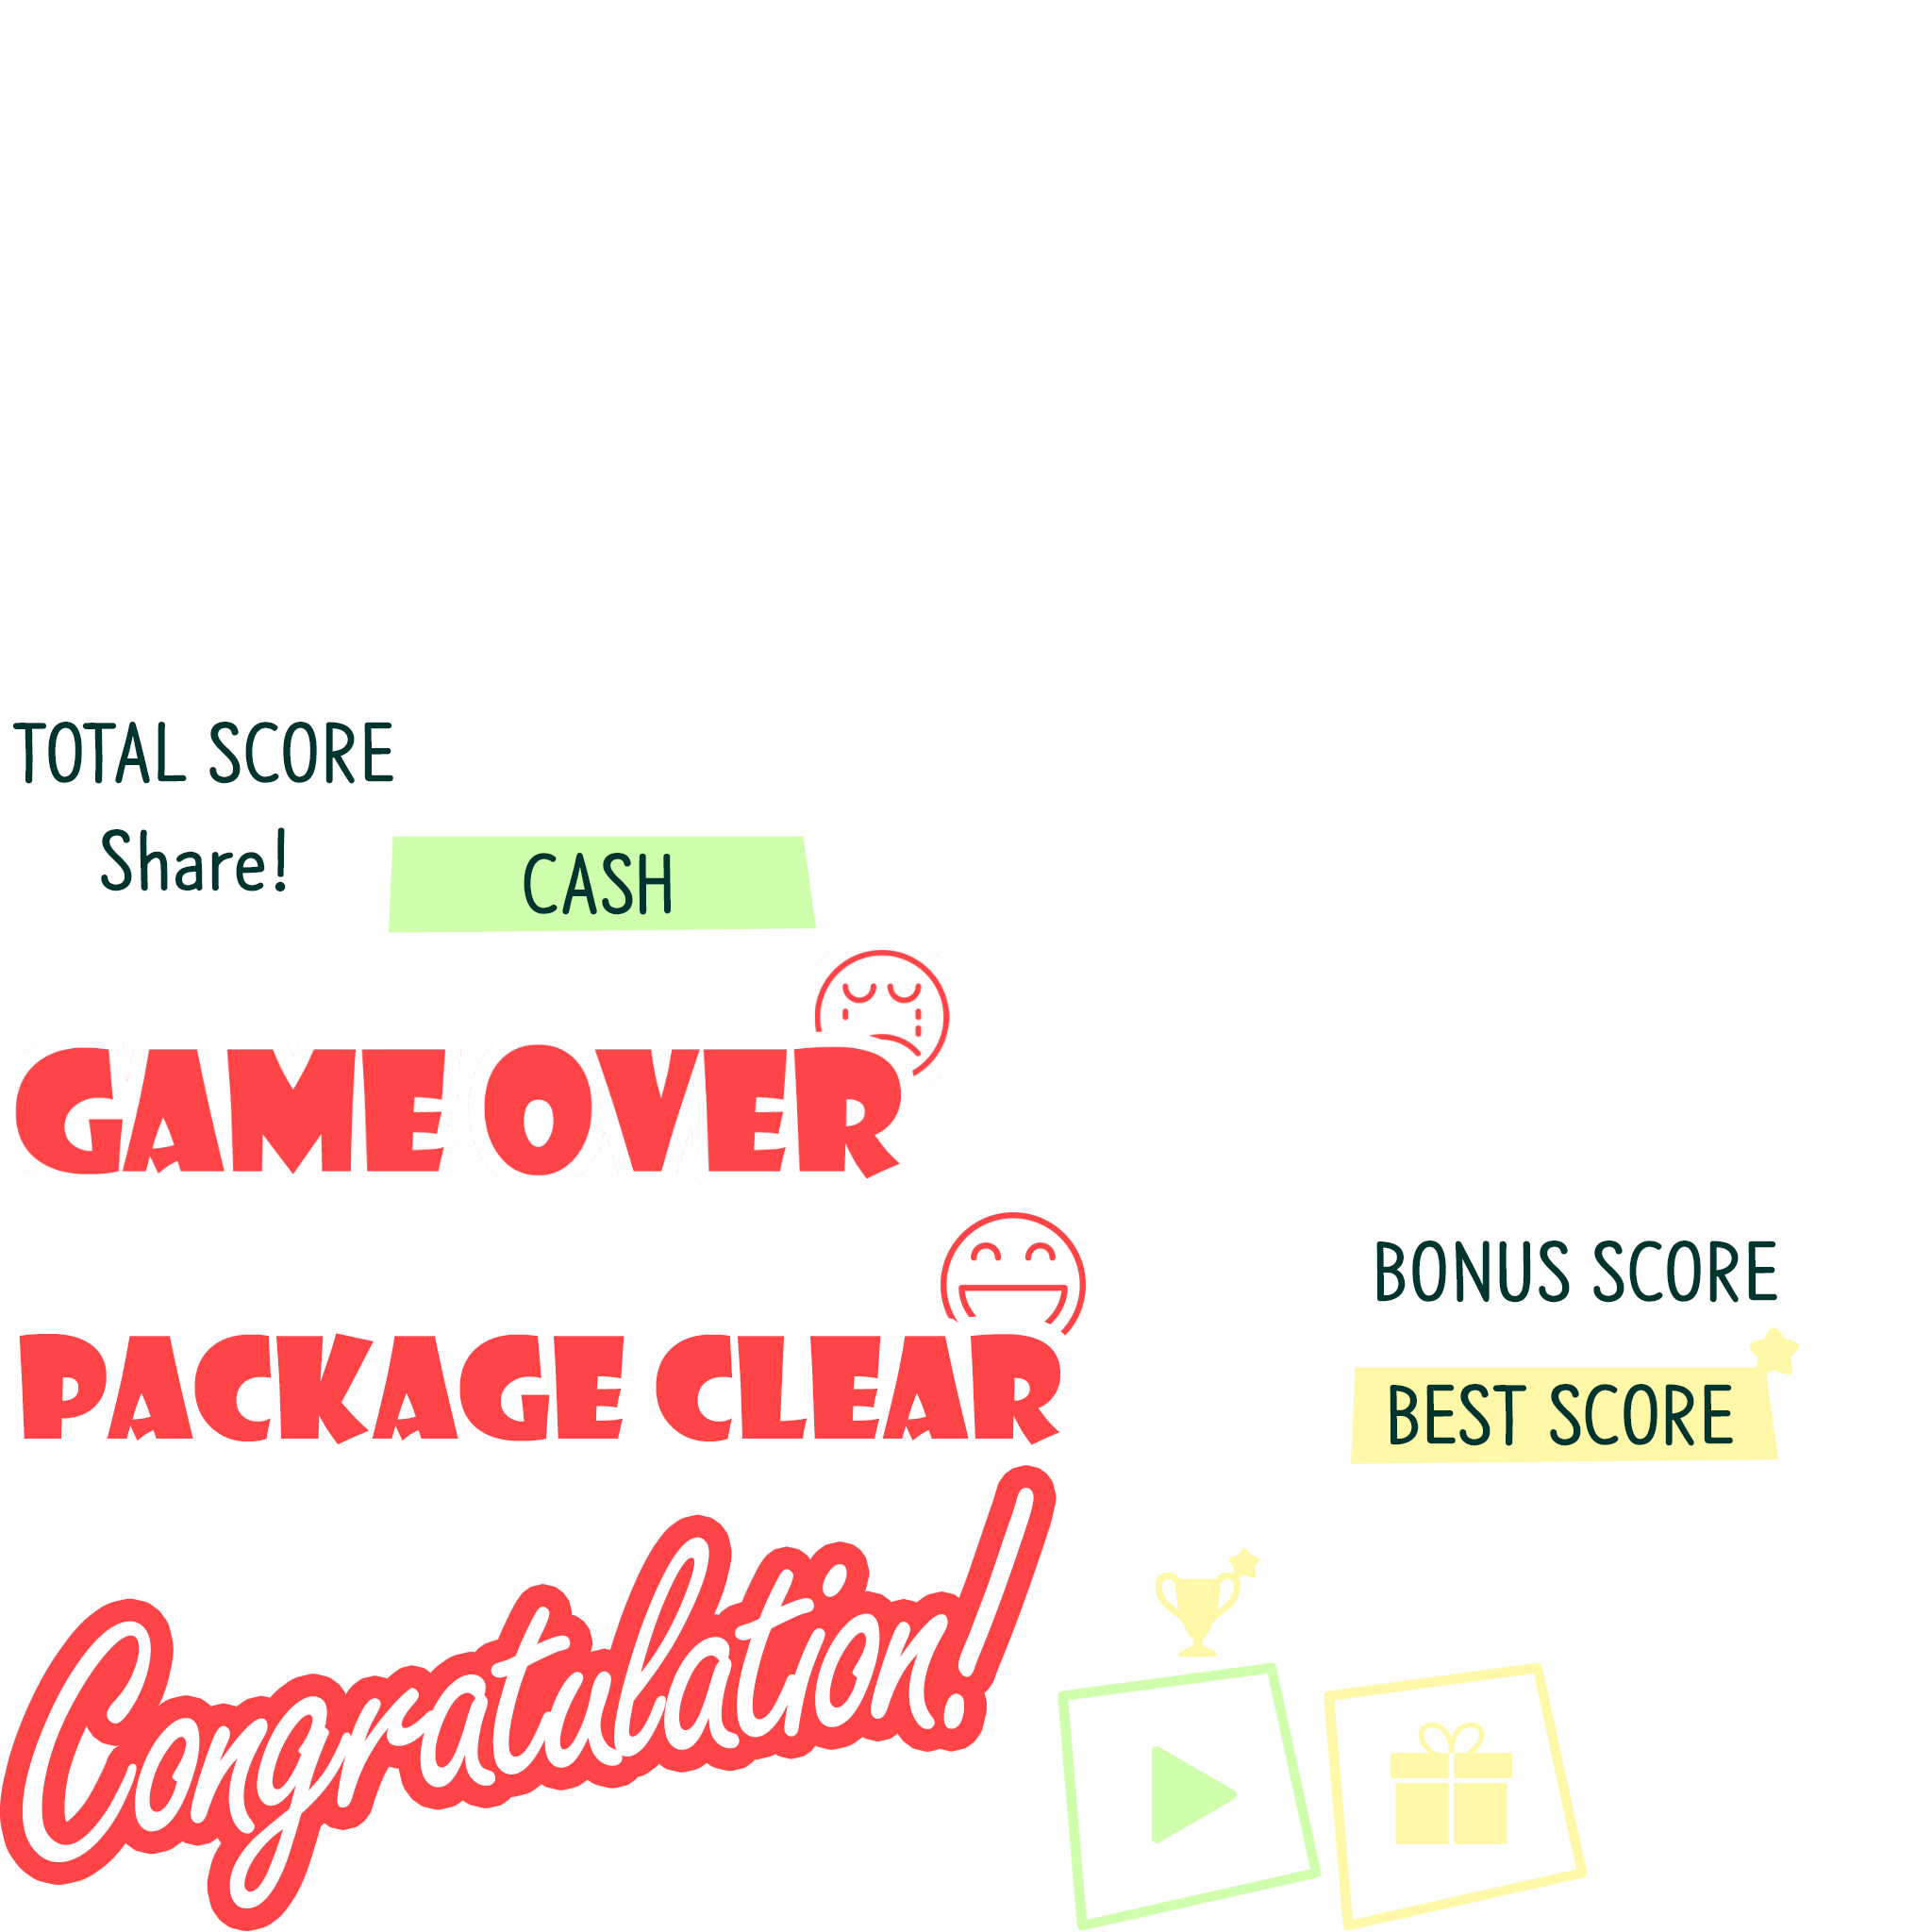 TOTAL SCORE
Share!
CASH
GAME OVER
BONUS SCORE
PACKAGE CLEAR
BEST SCORE
Congratulation!